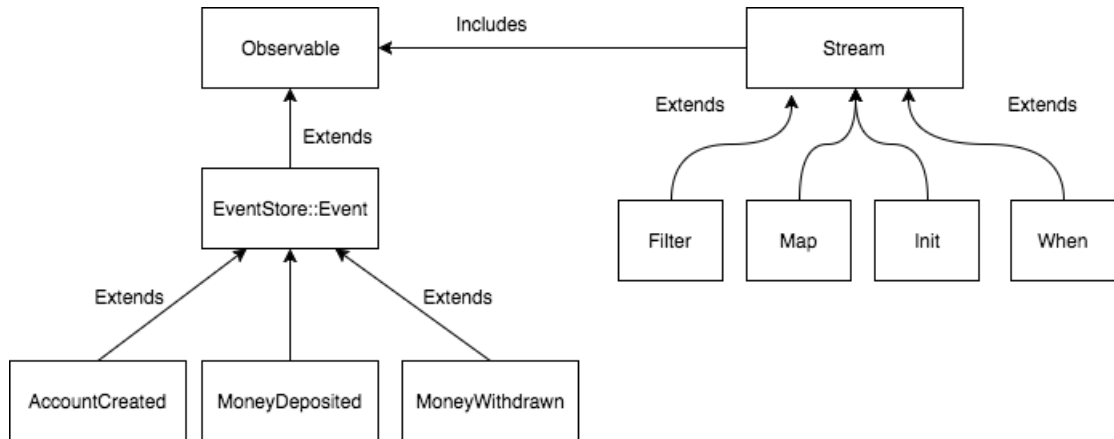 Observable
Includes
Stream
Extends
Extends
Extends
EventStore::Event
Filter
Map
Init
When
Extends
Extends
AccountCreated
MoneyDeposited
MoneyWithdrawn